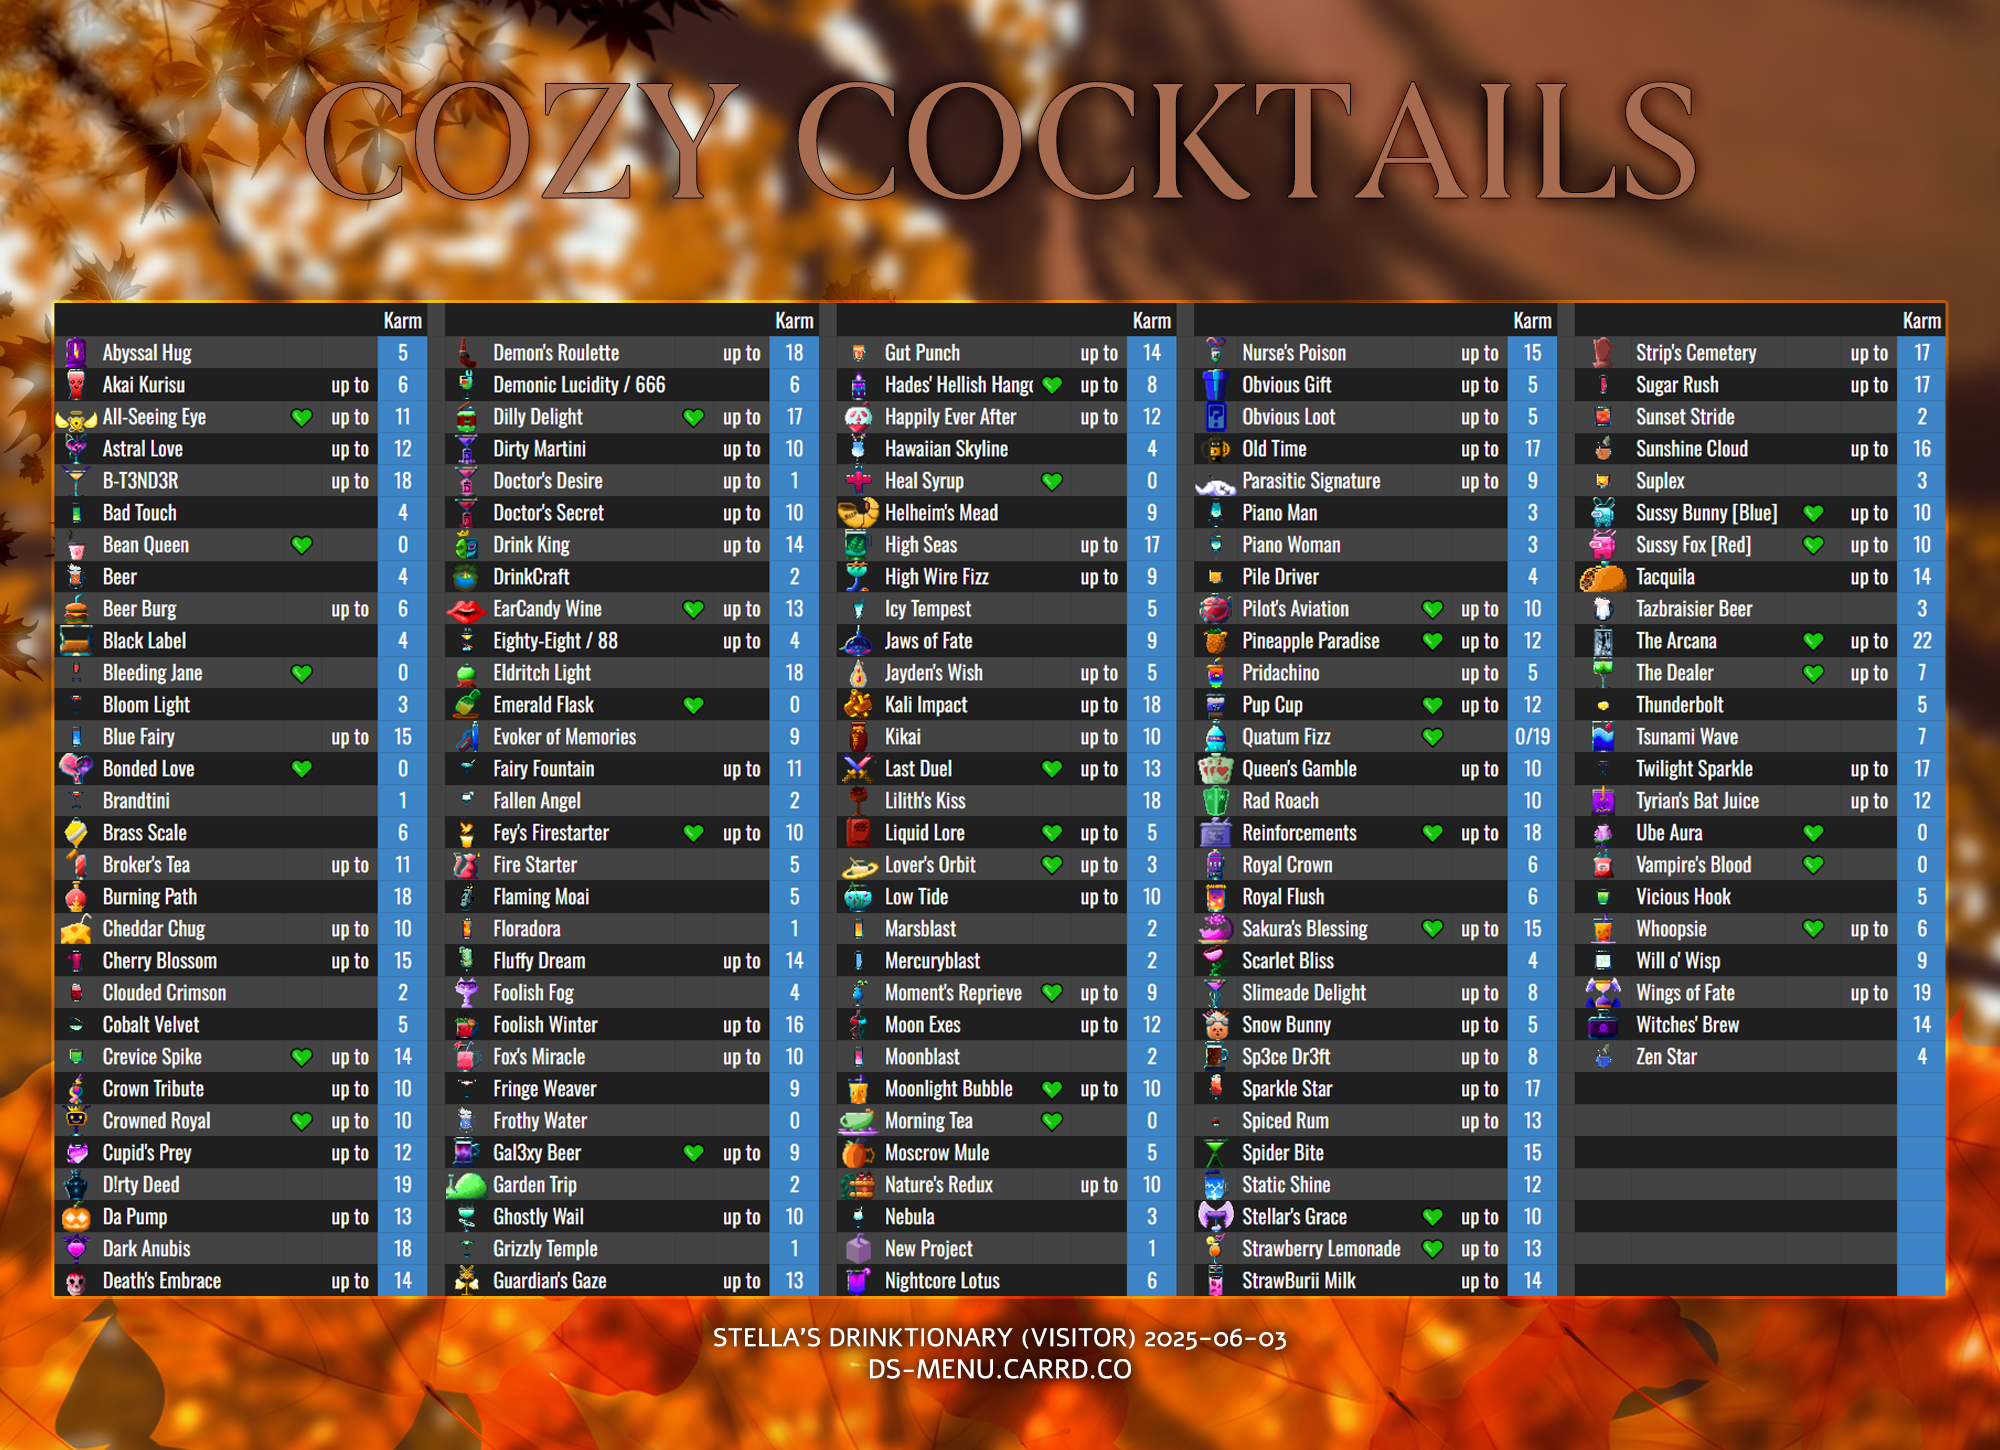 COZY COCKTAILS
Karm
Abyssal Hug 5
Akai Kurisu up to 6
All-Seeing Eye up to 11
Astral Love up to 12
B-T3ND3R up to 18
Bad Touch 4
Bean Queen 0
Beer 4
Beer Burg up to 6
Black Label 4
Bleeding Jane 0
Bloom Light 3
Blue Fairy up to 15
Bonded Love 0
Brandtini 1
Brass Scale 6
Broker's Tea up to 11
Burning Path 18
Cheddar Chug up to 10
Cherry Blossom up to 15
Clouded Crimson 2
Cobalt Velvet 5
Crevice Spike up to 14
Crown Tribute up to 10
Crowned Royal up to 10
Cupid's Prey up to 12
D!rty Deed 19
Da Pump up to 13
Dark Anubis 18
Death's Embrace up to 14
Karm
Demon's Roulette up to 18
Demonic Lucidity / 666 6
Dilly Delight up to 17
Dirty Martini up to 10
Doctor's Desire up to 1
Doctor's Secret up to 10
Drink King up to 14
DrinkCraft 2
EarCandy Wine up to 13
Eighty-Eight / 88 up to 4
Eldritch Light 18
Emerald Flask 0
Evoker of Memories 9
Fairy Fountain up to 11
Fallen Angel 2
Fey's Firestarter up to 10
Fire Starter 5
Flaming Moai 5
Floradora 1
Fluffy Dream up to 14
Foolish Fog 4
Foolish Winter up to 16
Fox's Miracle up to 10
Fringe Weaver 9
Frothy Water 0
Gal3xy Beer up to 9
Garden Trip 2
Ghostly Wail up to 10
Grizzly Temple 1
Guardian's Gaze up to 13
Karm
Gut Punch up to 14
Hades' Hellish Hang up to 8
Happily Ever After up to 12
Hawaiian Skyline 4
Heal Syrup 0
Helheim's Mead 9
High Seas up to 17
High Wire Fizz up to 9
Icy Tempest 5
Jaws of Fate 9
Jayden's Wish up to 5
Kali Impact up to 18
Kikai up to 10
Last Duel up to 13
Lilith's Kiss 18
Liquid Lore up to 5
Lover's Orbit up to 3
Low Tide up to 10
Marsblast 2
Mercuryblast 2
Moment's Reprieve up to 9
Moon Exes up to 12
Moonblast 2
Moonlight Bubble up to 10
Morning Tea 0
Moscrow Mule 5
Nature's Redux up to 10
Nebula 3
New Project 1
Nightcore Lotus 6
Karm
Nurse's Poison up to 15
Obvious Gift up to 5
Obvious Loot up to 5
Old Time up to 17
Parasitic Signature up to 9
Piano Man 3
Piano Woman 3
Pile Driver 4
Pilot's Aviation up to 10
Pineapple Paradise up to 12
Pridachino up to 5
Pup Cup up to 12
Quatum Fizz 0/19
Queen's Gamble up to 10
Rad Roach 10
Reinforcements up to 18
Royal Crown 6
Royal Flush 6
Sakura's Blessing up to 15
Scarlet Bliss 4
Slimeade Delight up to 8
Snow Bunny up to 5
Sp3ce Dr3ft up to 8
Sparkle Star up to 17
Spiced Rum up to 13
Spider Bite 15
Static Shine 12
Stellar's Grace up to 10
Strawberry Lemonade up to 13
StrawBurii Milk up to 14
Karm
Strip's Cemetery up to 17
Sugar Rush up to 17
Sunset Stride 2
Sunshine Cloud up to 16
Suplex 3
Sussy Bunny [Blue] up to 10
Sussy Fox [Red] up to 10
Tacquila up to 14
Tazbraisier Beer 3
The Arcana up to 22
The Dealer up to 7
Thunderbolt 5
Tsunami Wave 7
Twilight Sparkle up to 17
Tyrian's Bat Juice up to 12
Ube Aura 0
Vampire's Blood 0
Vicious Hook 5
Whoopsie up to 6
Will o' Wisp 9
Wings of Fate up to 19
Witches' Brew 14
Zen Star 4
STELLA'S DRINKTIONARY (VISITOR) 2025-06-03
DS-MENU.CARRD.CO